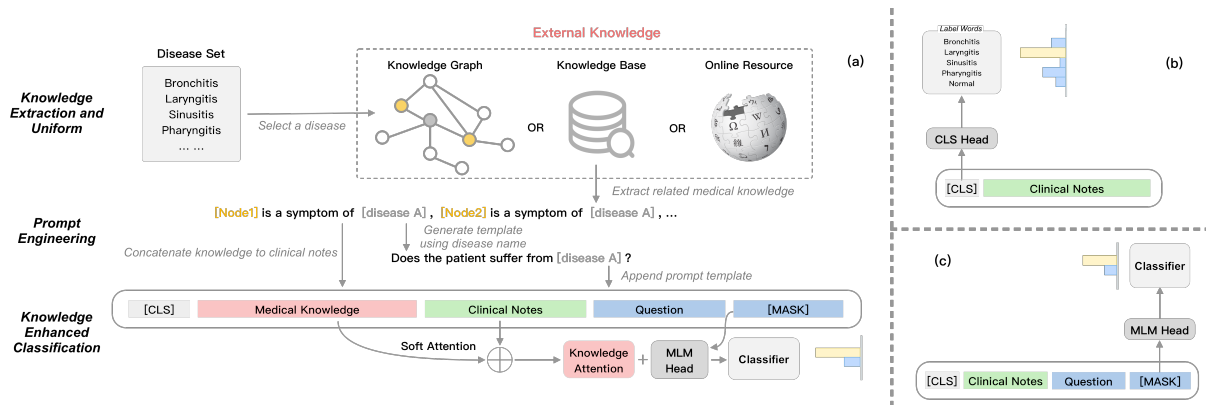 External Knowledge
Disease Set
Bronchitis
Laryngitis
Sinusitis
Pharyngitis
... ...
Knowledge
Extraction and
Uniform
Select a disease
Knowledge Graph
OR
Knowledge Base
OR
Online Resource
Ω
W
И
維
(a)
Extract related medical knowledge
Prompt
Engineering
[Node1] is a symptom of [disease A] , [Node2] is a symptom of [disease A] , ...
Concatenate knowledge to clinical notes
Generate template
using disease name
Does the patient suffer from [disease A] ?
Append prompt template
Knowledge
Enhanced
Classification
[CLS]
Medical Knowledge
Clinical Notes
Question
[MASK]
Soft Attention
Knowledge
Attention
+
MLM
Head
Classifier
Label Words
Bronchitis
Laryngitis
Sinusitis
Pharyngitis
Normal
(b)
CLS Head
[CLS]
Clinical Notes
(c)
Classifier
MLM Head
[CLS]
Clinical Notes
Question
[MASK]